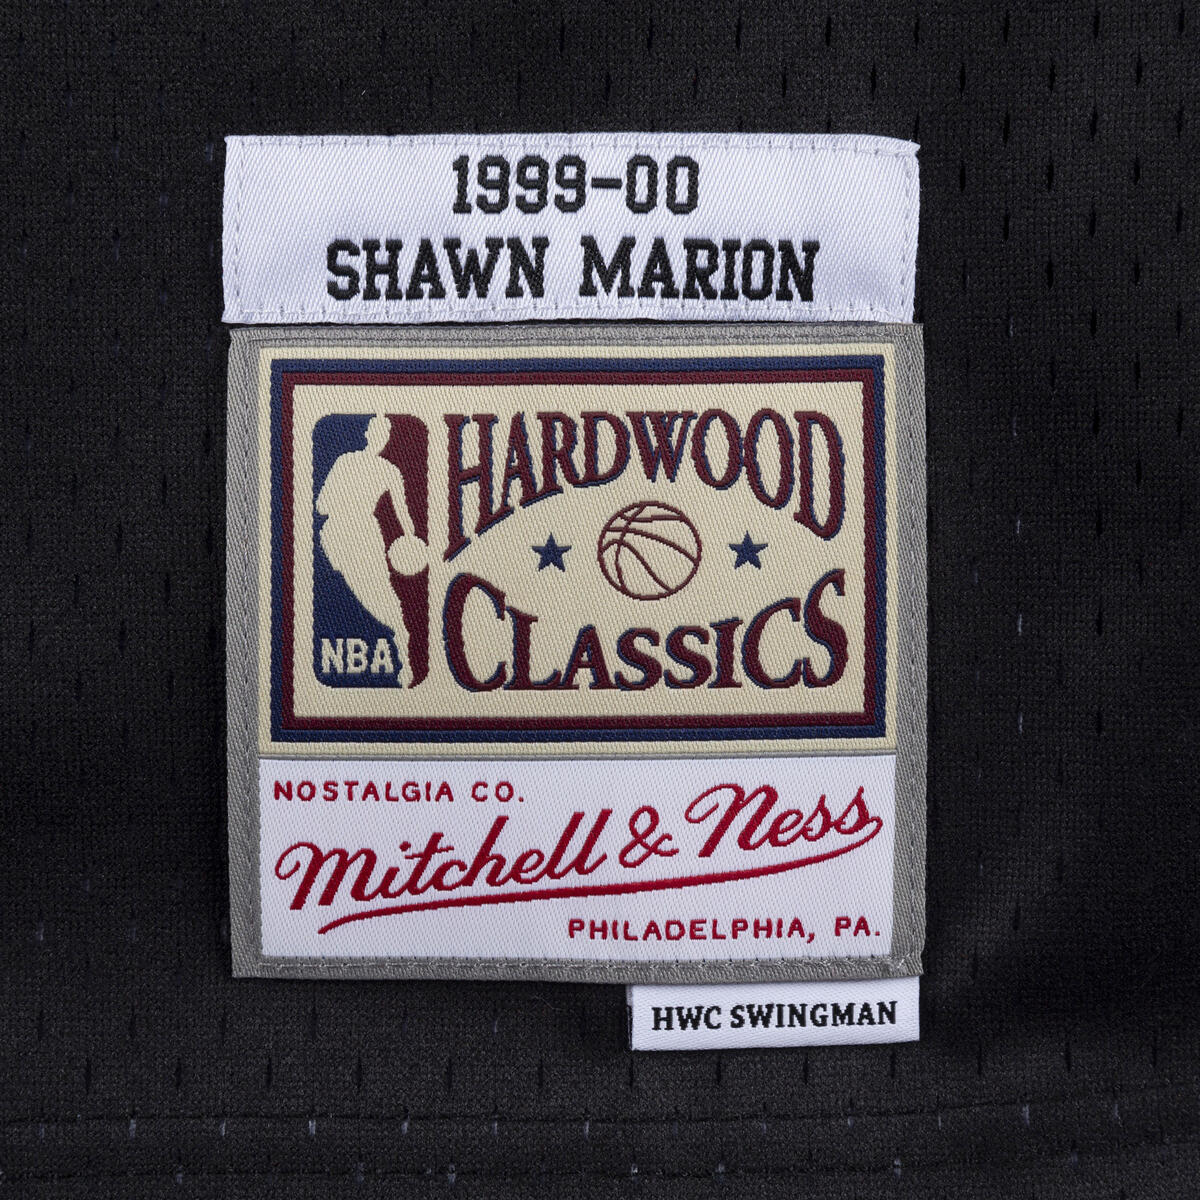 1999-00
SHAWN MARION
HARDWOOD
NBA
CLASSICS
NOSTALGIA CO.
Mitchell & Ness
PHILADELPHIA, PA.
HWC SWINGMAN